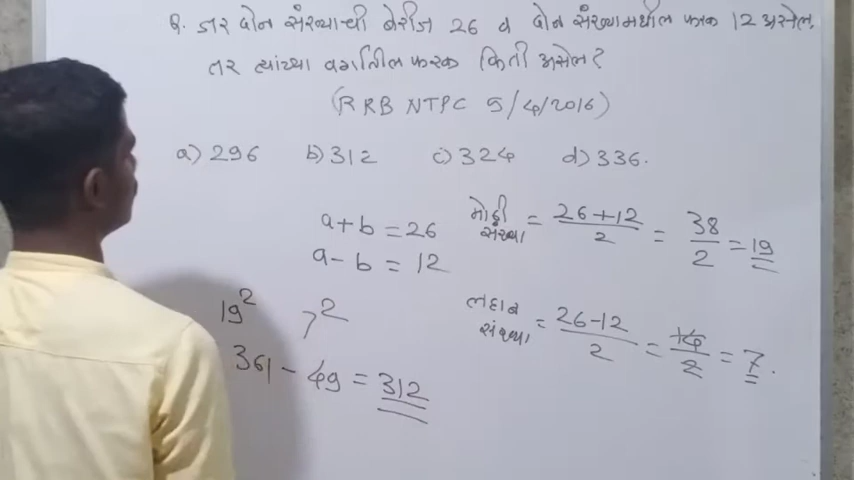 Q. जर दोन संख्यांची बेरीज 26 व दोन संख्यामधील फरक 12 असेल,
तर त्यांच्या वर्गातील फरक किती असेल?
(RRB NTPC 5/4/2016)
a) 296 b) 312 c) 324 d) 336.
a+b = 26
a-b = 12
मोठी संख्या = 26+12/2 = 38/2 = 19
लहान संख्या = 26-12/2 = 14/2 = 7.
19² 7²
361 - 49 = 312